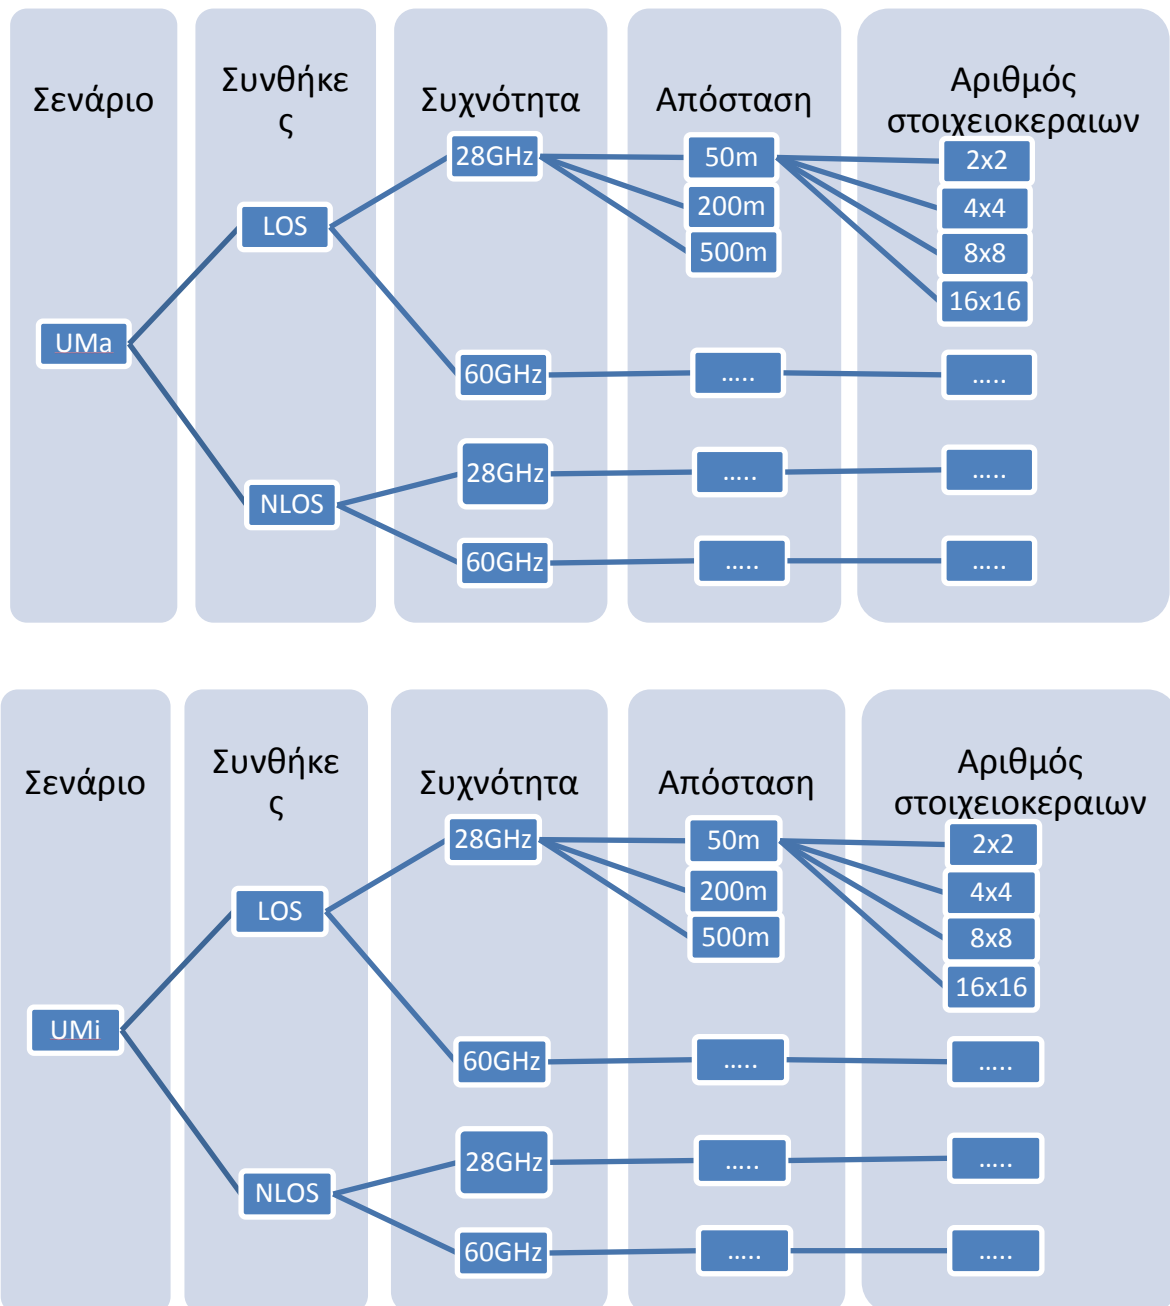 Σενάριο
Συνθήκε
ς
Συχνότητα
Απόσταση
Αριθμός
στοιχειοκεραιων
28GHz
50m
2x2
200m
4x4
LOS
500m
8x8
16x16
UMa
60GHz
.....
.....
28GHz
.....
.....
NLOS
60GHz
.....
.....
Σενάριο
Συνθήκε
ς
Συχνότητα
Απόσταση
Αριθμός
στοιχειοκεραιων
28GHz
50m
2x2
200m
4x4
LOS
500m
8x8
16x16
UMi
60GHz
.....
.....
28GHz
.....
.....
NLOS
60GHz
.....
.....